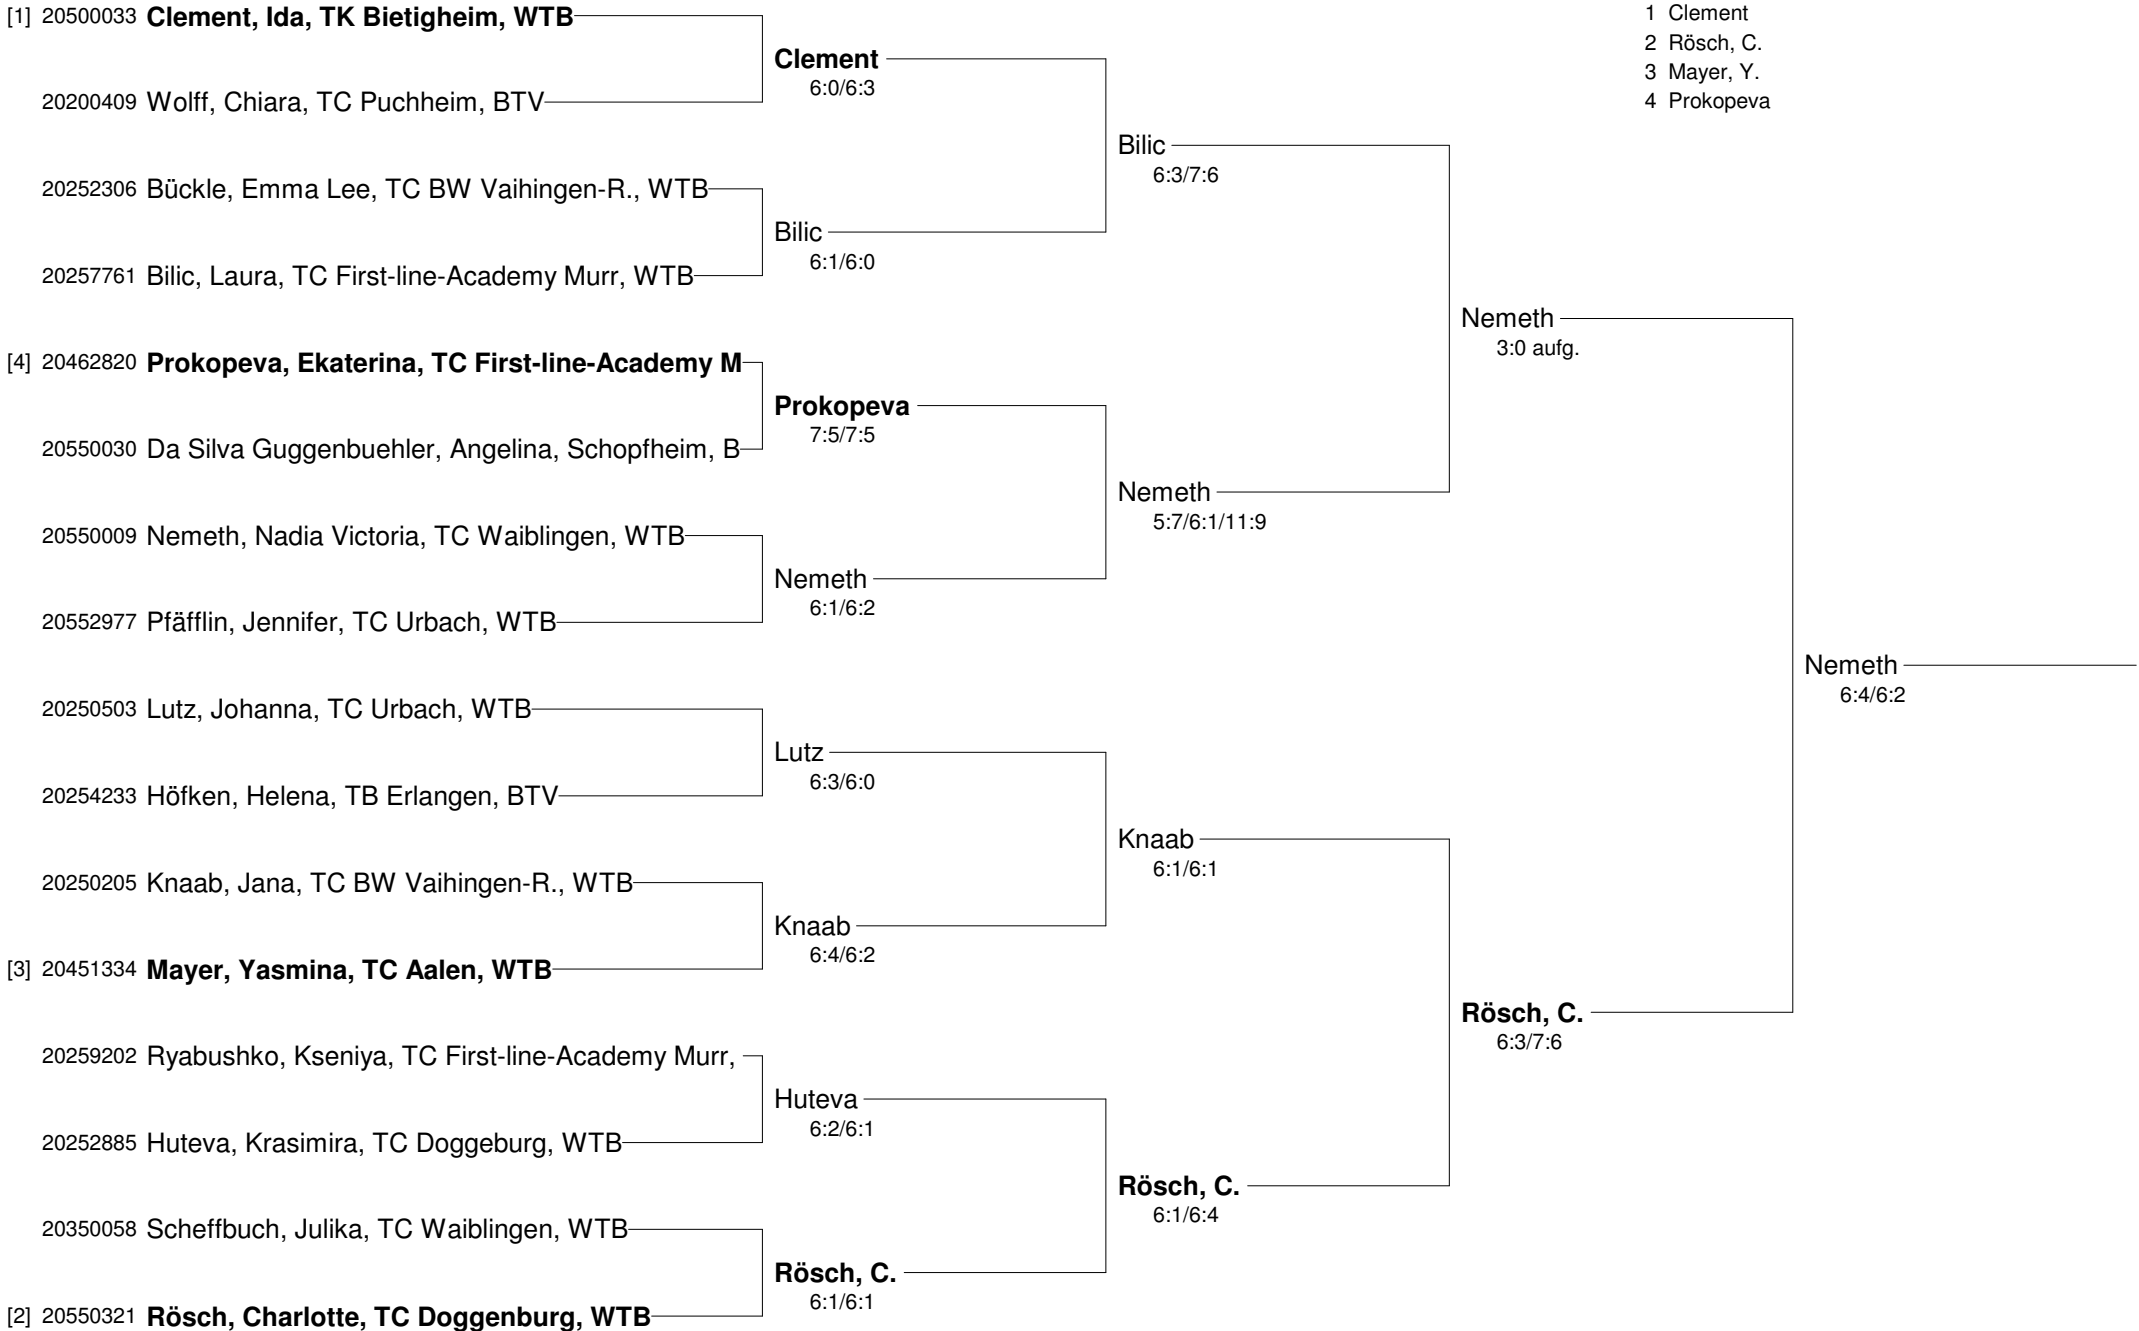 [1] 20500033 Clement, Ida, TK Bietigheim, WTB
1 Clement
2 Rösch, C.
3 Mayer, Y.
4 Prokopeva
Clement
6:0/6:3
20200409 Wolff, Chiara, TC Puchheim, BTV
Bilic
6:3/7:6
20252306 Bückle, Emma Lee, TC BW Vaihingen-R., WTB
Bilic
6:1/6:0
20257761 Bilic, Laura, TC First-line-Academy Murr, WTB
Nemeth
3:0 aufg.
[4] 20462820 Prokopeva, Ekaterina, TC First-line-Academy M
Prokopeva
7:5/7:5
20550030 Da Silva Guggenbuehler, Angelina, Schopfheim, B
Nemeth
5:7/6:1/11:9
20550009 Nemeth, Nadia Victoria, TC Waiblingen, WTB
Nemeth
6:1/6:2
20552977 Pfäfflin, Jennifer, TC Urbach, WTB
Nemeth
6:4/6:2
20250503 Lutz, Johanna, TC Urbach, WTB
Lutz
6:3/6:0
20254233 Höfken, Helena, TB Erlangen, BTV
Knaab
6:1/6:1
20250205 Knaab, Jana, TC BW Vaihingen-R., WTB
Knaab
6:4/6:2
[3] 20451334 Mayer, Yasmina, TC Aalen, WTB
Rösch, C.
6:3/7:6
20259202 Ryabushko, Kseniya, TC First-line-Academy Murr,
Huteva
6:2/6:1
20252885 Huteva, Krasimira, TC Doggeburg, WTB
Rösch, C.
6:1/6:4
20350058 Scheffbuch, Julika, TC Waiblingen, WTB
Rösch, C.
6:1/6:1
[2] 20550321 Rösch, Charlotte, TC Doggenburg, WTB